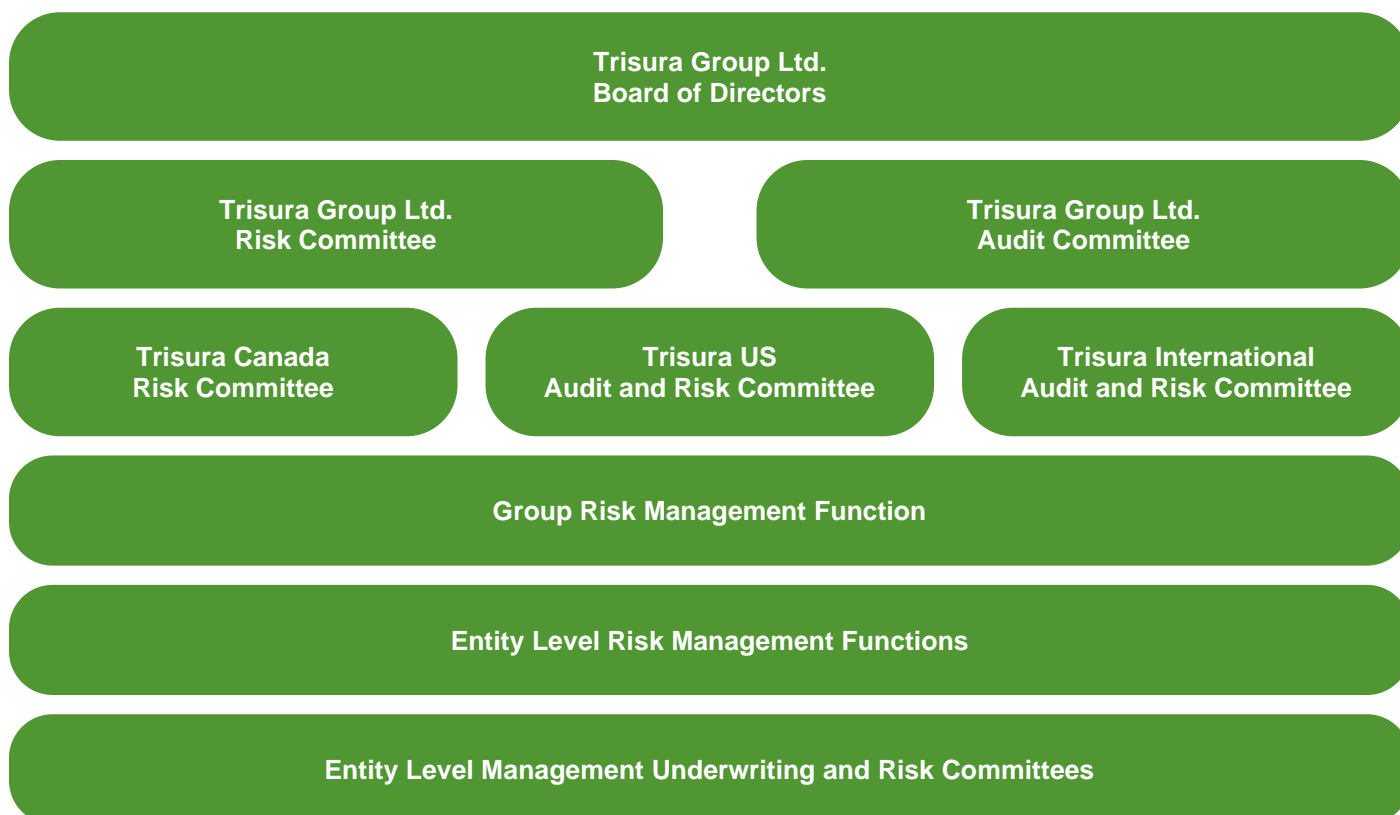 Trisura Group Ltd.
Board of Directors
Trisura Group Ltd.
Risk Committee
Trisura Group Ltd.
Audit Committee
Trisura Canada
Risk Committee
Trisura US
Audit and Risk Committee
Trisura International
Audit and Risk Committee
Group Risk Management Function
Entity Level Risk Management Functions
Entity Level Management Underwriting and Risk Committees